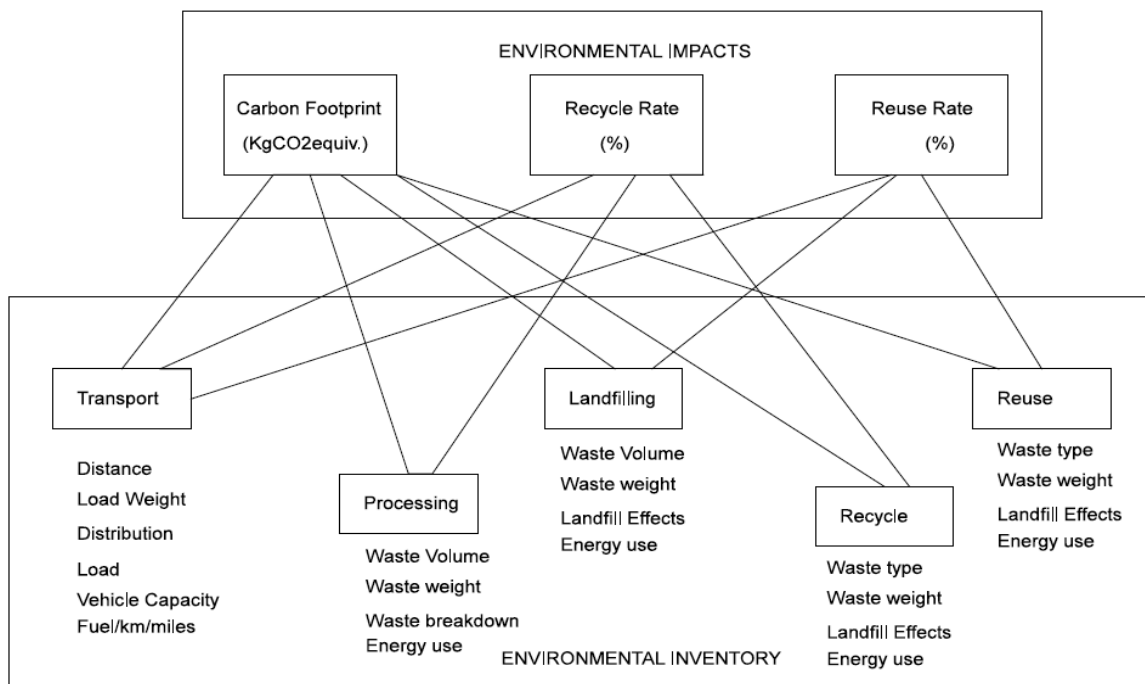 ENVIRONMENTAL IMPACTS
Carbon Footprint
(KgCO2equiv.)
Recycle Rate
(%)
Reuse Rate
(%)
Transport
Distance
Load Weight
Distribution
Load
Vehicle Capacity
Fuel/km/miles
Processing
Waste Volume
Waste weight
Waste breakdown
Energy use
Landfilling
Waste Volume
Waste weight
Landfill Effects
Energy use
Recycle
Waste type
Waste weight
Landfill Effects
Energy use
Reuse
Waste type
Waste weight
Landfill Effects
Energy use
ENVIRONMENTAL INVENTORY